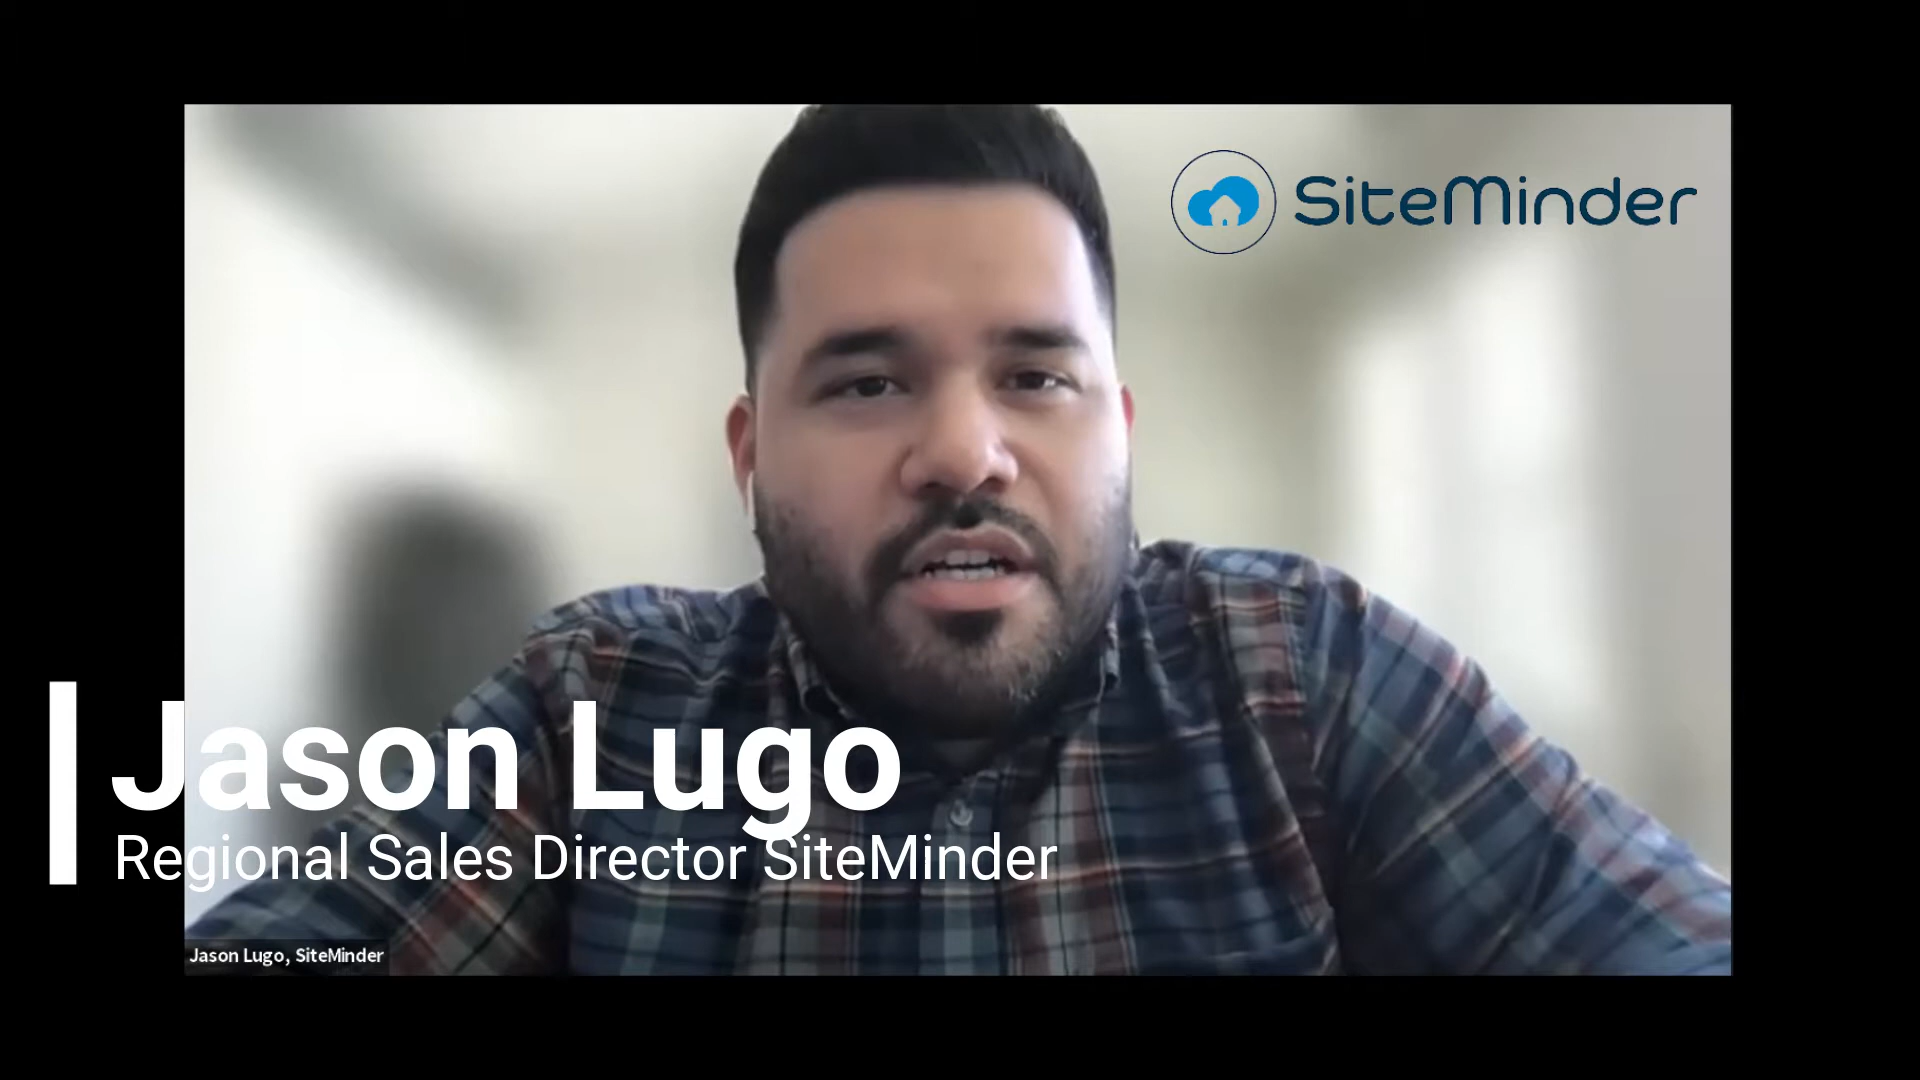 SiteMinder
Jason Lugo
Regional Sales Director SiteMinder
Jason Lugo, SiteMinder